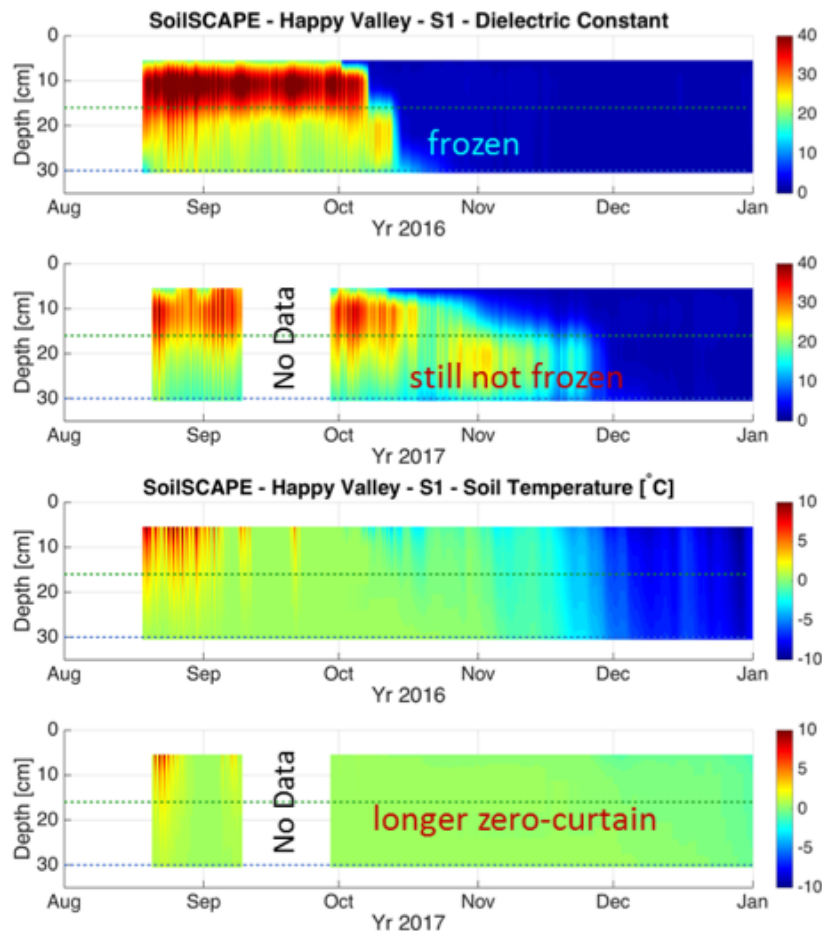 SoilSCAPE - Happy Valley - S1 - Dielectric Constant
0
10
20
30
Depth [cm]
frozen
40
30
20
10
0
Aug Sep Oct Nov Dec Jan
Yr 2016
0
10
20
30
Depth [cm]
No Data
still not frozen
40
30
20
10
0
Aug Sep Oct Nov Dec Jan
Yr 2017
SoilSCAPE - Happy Valley - S1 - Soil Temperature [°C]
0
10
20
30
Depth [cm]
10
5
0
-5
-10
Aug Sep Oct Nov Dec Jan
Yr 2016
0
10
20
30
Depth [cm]
No Data
longer zero-curtain
10
5
0
-5
-10
Aug Sep Oct Nov Dec Jan
Yr 2017